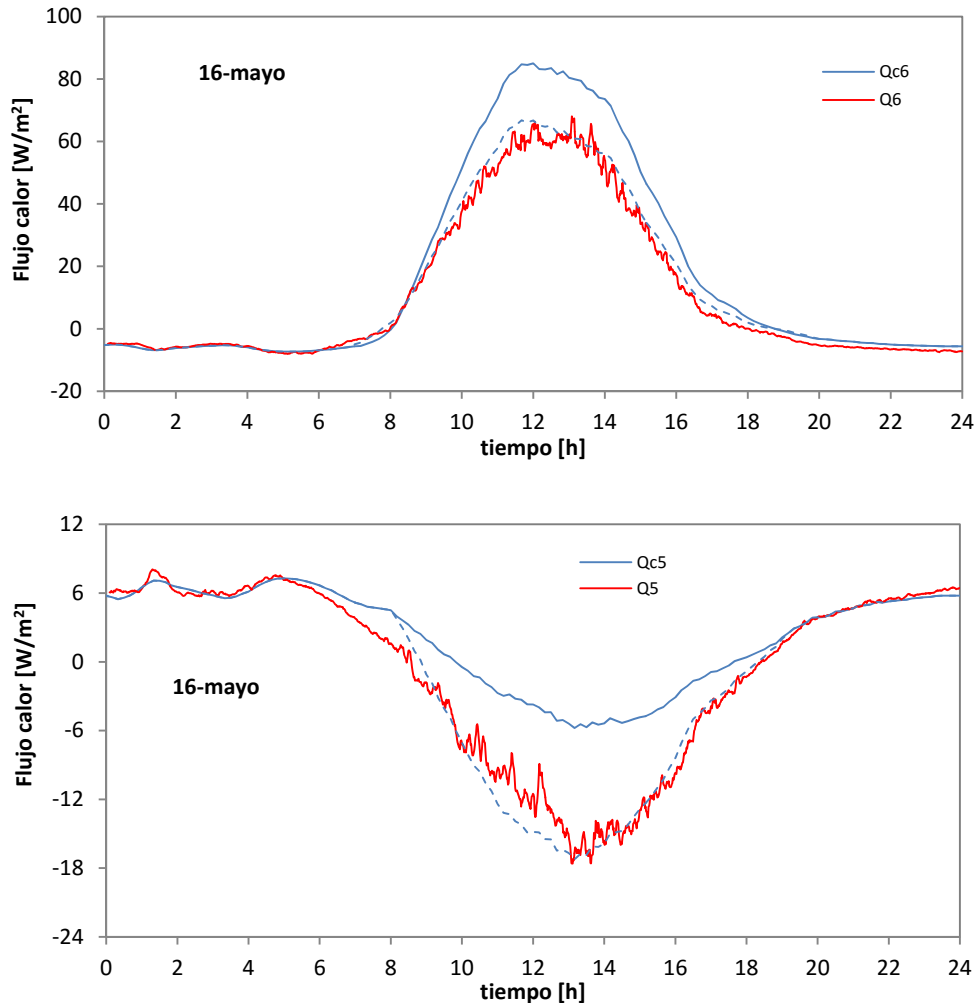 100
80
60
40
20
0
-20
Flujo calor [W/m²]
16-mayo
Qc6
Q6
0 2 4 6 8 10 12 14 16 18 20 22 24
tiempo [h]
12
6
0
-6
-12
-18
-24
Flujo calor [W/m²]
Qc5
Q5
16-mayo
0 2 4 6 8 10 12 14 16 18 20 22 24
tiempo [h]